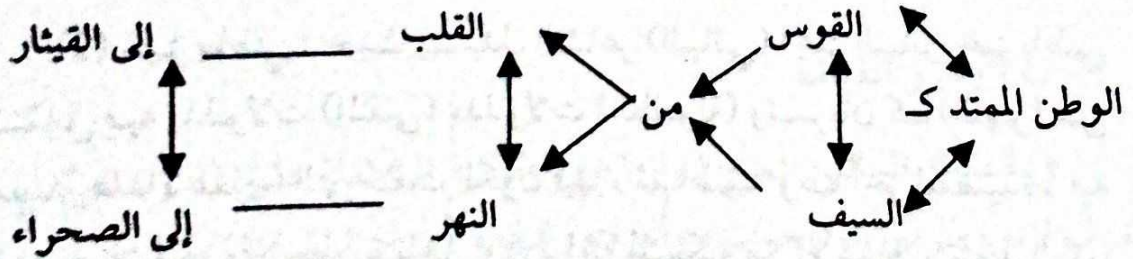 القوس القلب إلى القيثار
الوطن الممتد كـ من
السيف النهر إلى الصحراء